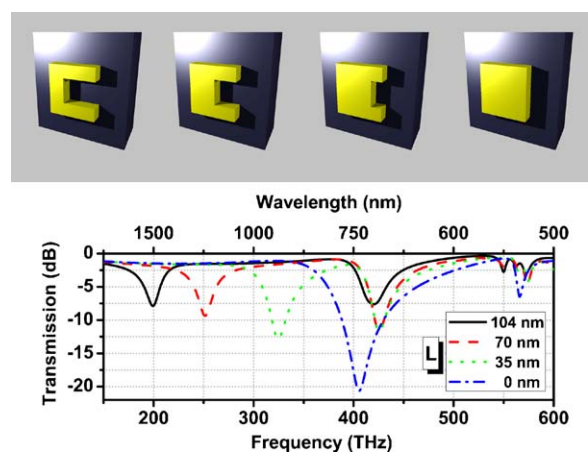 Wavelength (nm)
1500 1000 750 600 500
0
-5
-10
-15
-20
Transmission (dB)
L
104 nm
70 nm
35 nm
0 nm
200 300 400 500 600
Frequency (THz)